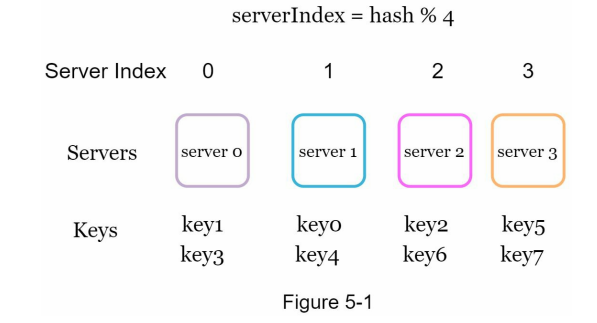 serverIndex = hash % 4
Server Index 0 1 2 3
Servers server 0 server 1 server 2 server 3
Keys key1 key0 key2 key5
key3 key4 key6 key7
Figure 5-1